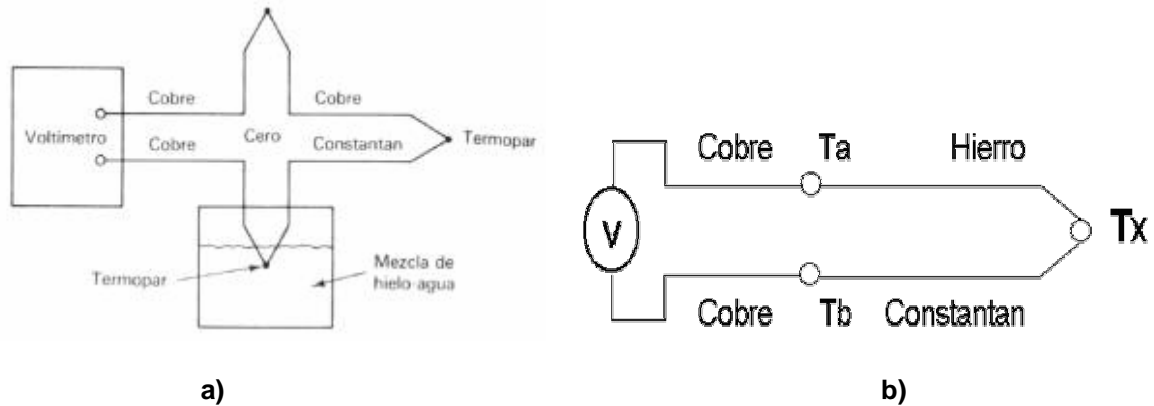 Cobre
Cobre
Voltímetro
Cero
Termopar
Cobre
Constantan
Termopar
Mezcla de
hielo-agua
a)
Cobre
Ta
Hierro
V
Tx
Cobre
Tb
Constantan
b)